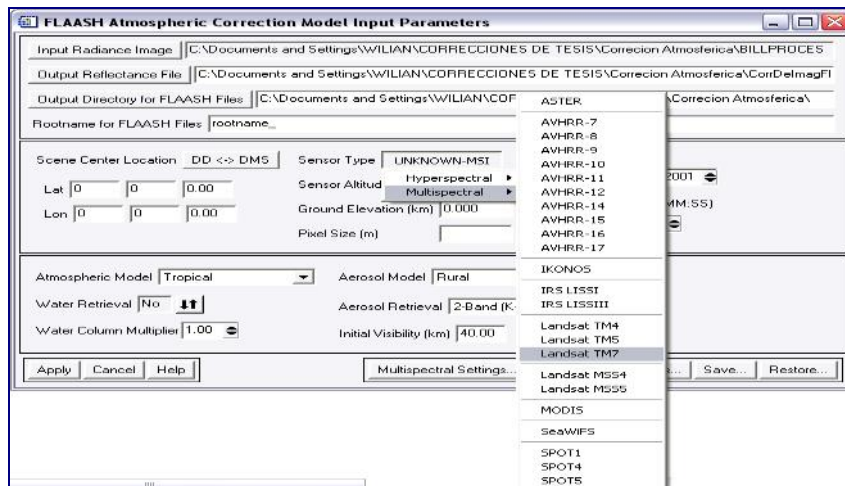 FLAASH Atmospheric Correction Model Input Parameters
Input Radiance Image C:\Documents and Settings\WILIAN\CORRECCIONES DE TESIS\Correcion Atmosferica\BILLPROCES
Output Reflectance File C:\Documents and Settings\WILIAN\CORRECCIONES DE TESIS\Correcion Atmosferica\CorrDeImagFl
Output Directory for FLAASH Files C:\Documents and Settings\WILIAN\COF \Correcion Atmosferica\
Rootname for FLAASH Files rootname_
Scene Center Location DD <-> DMS
Lat 0 0 0.00
Lon 0 0 0.00
Sensor Type UNKNOWN-MSI
Sensor Altitud
Ground Elevation (km) 0.000
Pixel Size (m)
Hyperspectral
Multispectral
2001
MM:SS)
Atmospheric Model Tropical
Water Retrieval No
Water Column Multiplier 1.00
Aerosol Model Rural
Aerosol Retrieval 2-Band (K-
Initial Visibility (km) 40.00
Apply Cancel Help Multispectral Settings... ... Save... Restore...
ASTER
AVHRR-7
AVHRR-8
AVHRR-9
AVHRR-10
AVHRR-11
AVHRR-12
AVHRR-14
AVHRR-15
AVHRR-16
AVHRR-17
IKONOS
IRS LISSI
IRS LISSIII
Landsat TM4
Landsat TM5
Landsat TM7
Landsat MSS4
Landsat MSS5
MODIS
SeaWiFS
SPOT1
SPOT4
SPOT5